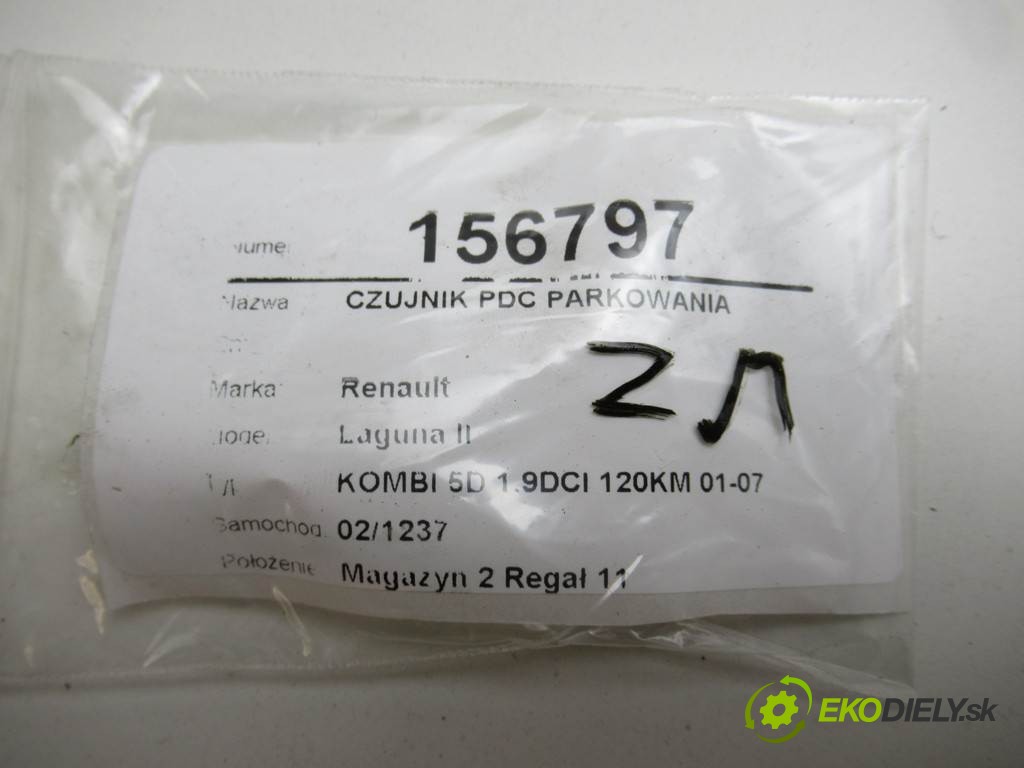 156797
Nazwa CZUJNIK PDC PARKOWANIA
Marka: Renault
Laguna II
KOMBI 5D 1.9DCI 120KM 01-07
Samochod. 02/1237
Położenie Magazyn 2 Regał 11
EKODIELY.sk